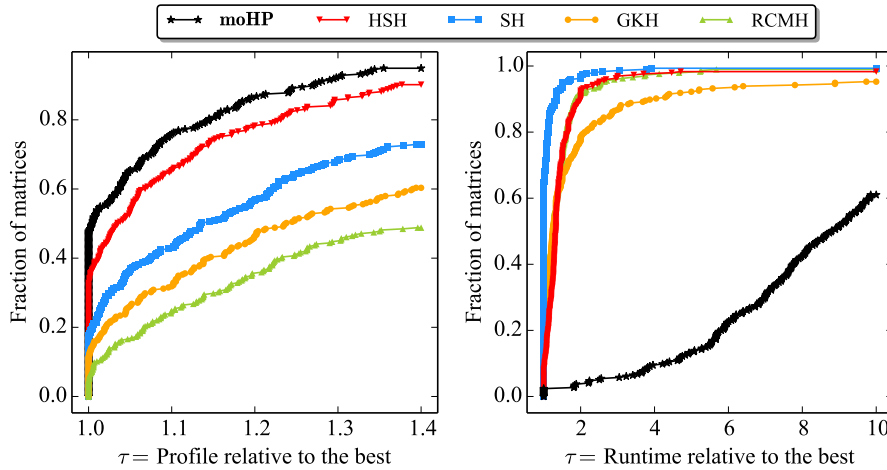 moHP HSH SH GKH RCMH
Fraction of matrices
0.8
0.6
0.4
0.2
0.0
1.0 1.1 1.2 1.3 1.4
τ = Profile relative to the best
Fraction of matrices
1.0
0.8
0.6
0.4
0.2
0.0
2 4 6 8 10
τ = Runtime relative to the best